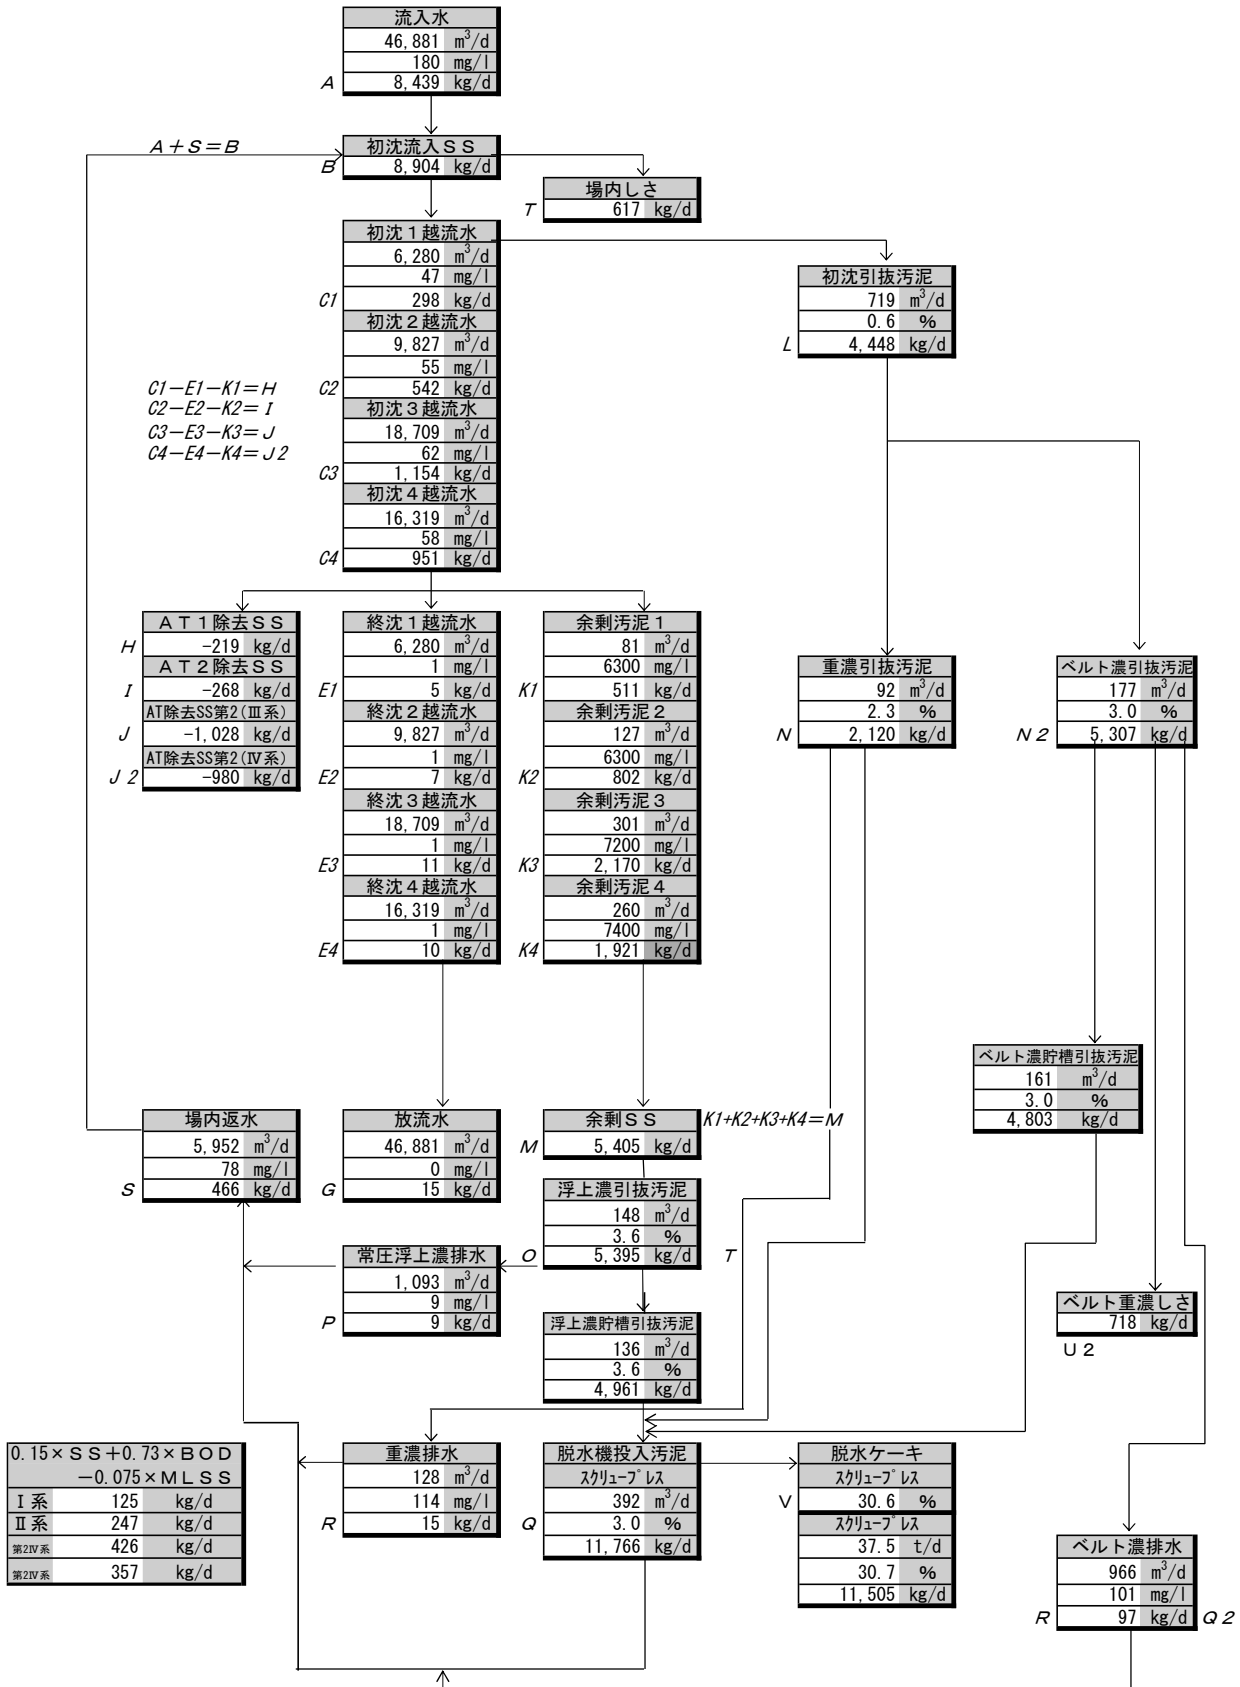 流入水
46,881 m³/d
180 mg/l
A 8,439 kg/d
A+S=B
初沈流入ＳＳ
B 8,904 kg/d
場内しさ
T 617 kg/d
初沈１越流水
6,280 m³/d
47 mg/l
C1 298 kg/d
初沈２越流水
9,827 m³/d
55 mg/l
C2 542 kg/d
初沈３越流水
18,709 m³/d
62 mg/l
C3 1,154 kg/d
初沈４越流水
16,319 m³/d
58 mg/l
C4 951 kg/d
C1−E1−K1=H
C2−E2−K2=I
C3−E3−K3=J
C4−E4−K4=J2
初沈引抜汚泥
719 m³/d
0.6 %
L 4,448 kg/d
ＡＴ１除去ＳＳ
H -219 kg/d
ＡＴ２除去ＳＳ
I -268 kg/d
AT除去SS第2(Ⅲ系)
J -1,028 kg/d
AT除去SS第2(Ⅳ系)
J2 -980 kg/d
終沈１越流水
6,280 m³/d
1 mg/l
E1 5 kg/d
終沈２越流水
9,827 m³/d
1 mg/l
E2 7 kg/d
終沈３越流水
18,709 m³/d
1 mg/l
E3 11 kg/d
終沈４越流水
16,319 m³/d
1 mg/l
E4 10 kg/d
余剰汚泥１
81 m³/d
6300 mg/l
K1 511 kg/d
余剰汚泥２
127 m³/d
6300 mg/l
K2 802 kg/d
余剰汚泥３
301 m³/d
7200 mg/l
K3 2,170 kg/d
余剰汚泥４
260 m³/d
7400 mg/l
K4 1,921 kg/d
重濃引抜汚泥
92 m³/d
2.3 %
N 2,120 kg/d
ベルト濃引抜汚泥
177 m³/d
3.0 %
N2 5,307 kg/d
ベルト濃貯槽引抜汚泥
161 m³/d
3.0 %
4,803 kg/d
場内返水
5,952 m³/d
78 mg/l
S 466 kg/d
放流水
46,881 m³/d
0 mg/l
G 15 kg/d
余剰ＳＳ
M 5,405 kg/d
K1+K2+K3+K4=M
浮上濃引抜汚泥
148 m³/d
3.6 %
O 5,395 kg/d
T
常圧浮上濃排水
1,093 m³/d
9 mg/l
P 9 kg/d
浮上濃貯槽引抜汚泥
136 m³/d
3.6 %
4,961 kg/d
ベルト重濃しさ
718 kg/d
Ｕ２
0.15×ＳＳ+0.73×ＢＯＤ
−0.075×ＭＬＳＳ
Ⅰ系 125 kg/d
Ⅱ系 247 kg/d
第2Ⅳ系 426 kg/d
第2Ⅳ系 357 kg/d
重濃排水
128 m³/d
114 mg/l
R 15 kg/d
脱水機投入汚泥
スクリュープレス
392 m³/d
Q 3.0 %
11,766 kg/d
脱水ケーキ
スクリュープレス
V 30.6 %
スクリュープレス
37.5 t/d
30.7 %
11,505 kg/d
ベルト濃排水
966 m³/d
101 mg/l
R 97 kg/d Q2